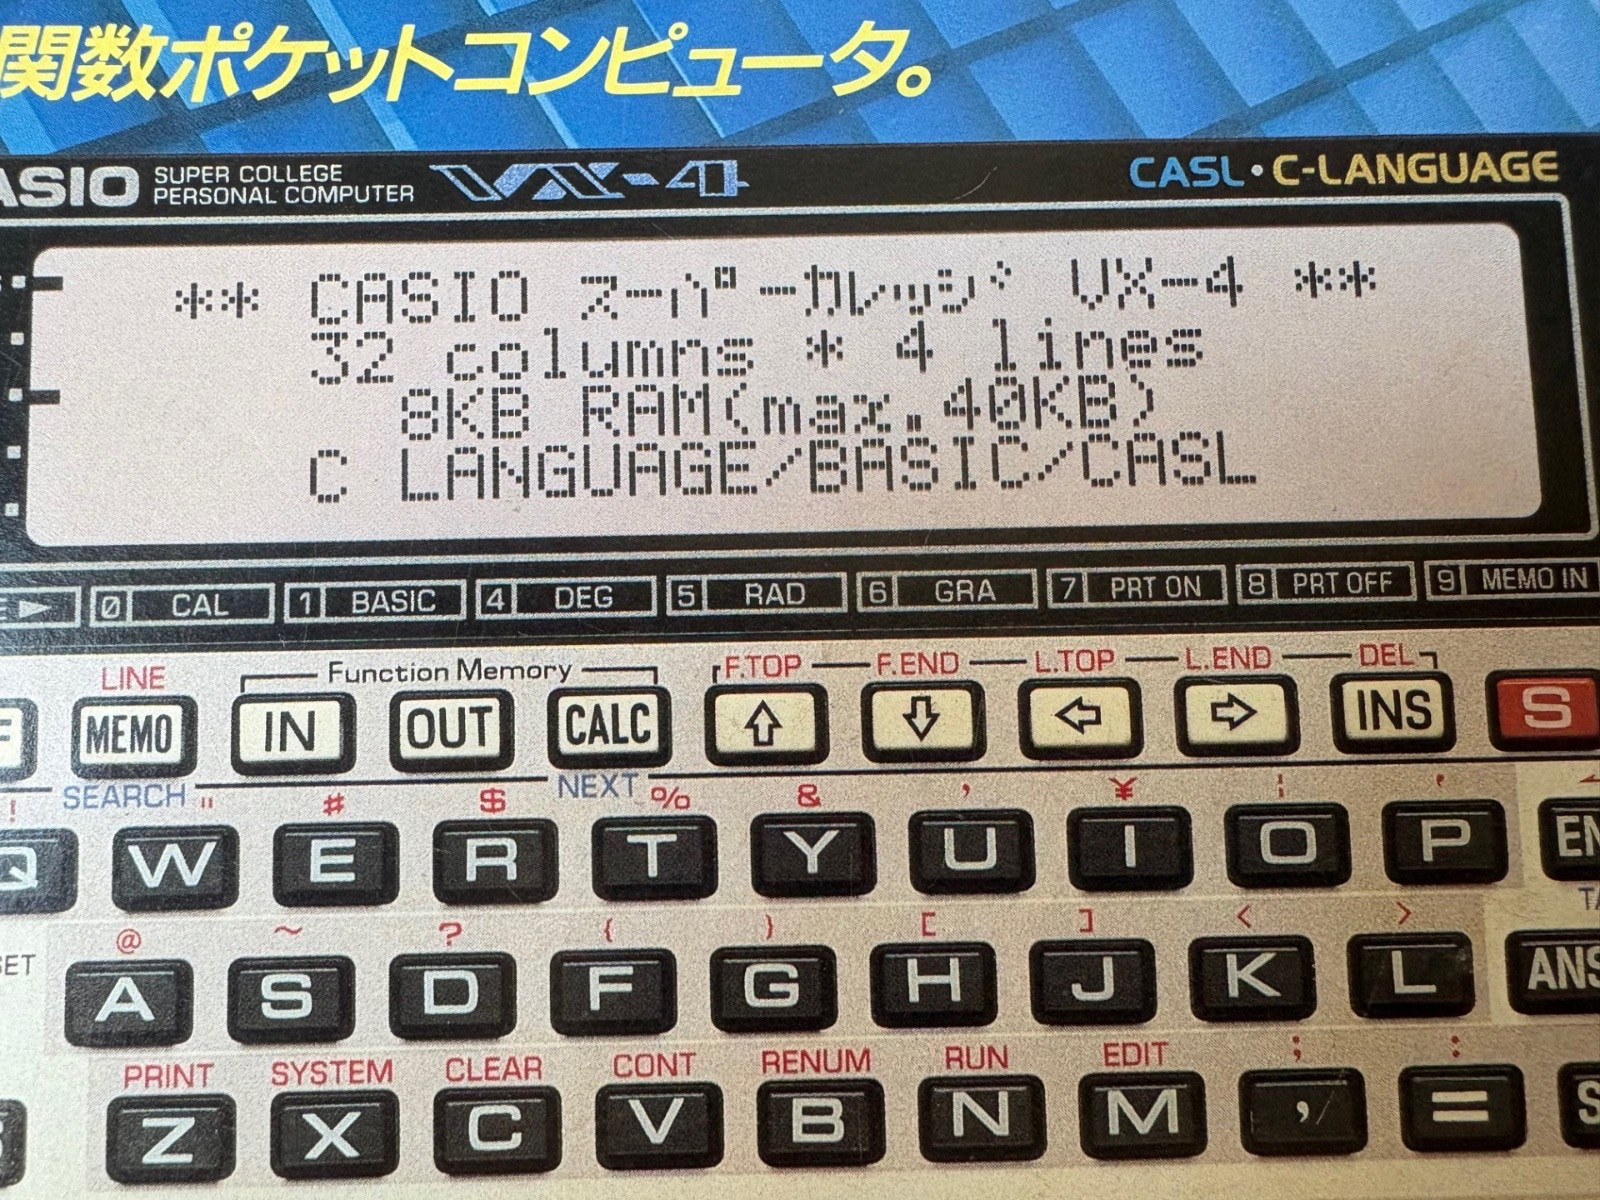 関数ポケットコンピュータ。
CASIO SUPER COLLEGE PERSONAL COMPUTER VX-4 CASL・C-LANGUAGE
** CASIO スーパーカレッジ VX-4 **
32 columns * 4 lines
8KB RAM(max.40KB)
C LANGUAGE/BASIC/CASL
0 CAL 1 BASIC 4 DEG 5 RAD 6 GRA 7 PRT ON 8 PRT OFF 9 MEMO IN
LINE Function Memory F.TOP F.END L.TOP L.END DEL
MEMO IN OUT CALC ⇧ ⇩ ⇦ ⇨ INS S
SEARCH NEXT
! " # $ % & ' ¥ ¦ '
Q W E R T Y U I O P
@ ~ ? { } [ ] < >
A S D F G H J K L ANS
PRINT SYSTEM CLEAR CONT RENUM RUN EDIT ; :
Z X C V B N M , =